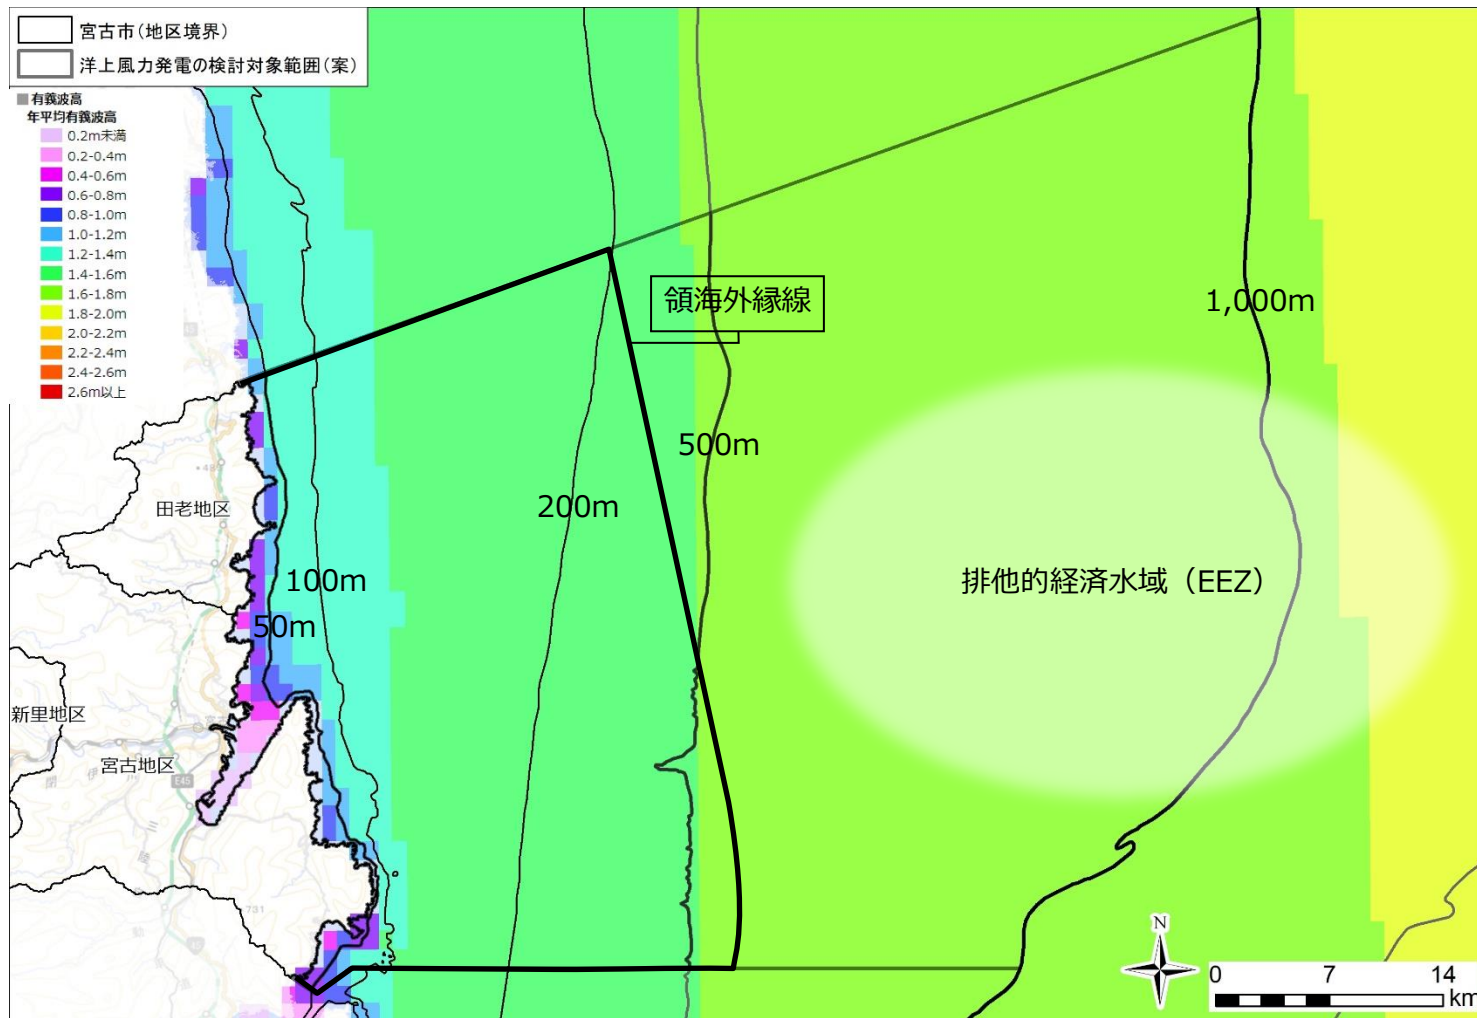 宮古市(地区境界)
洋上風力発電の検討対象範囲(案)
有義波高
年平均有義波高
0.2m未満
0.2-0.4m
0.4-0.6m
0.6-0.8m
0.8-1.0m
1.0-1.2m
1.2-1.4m
1.4-1.6m
1.6-1.8m
1.8-2.0m
2.0-2.2m
2.2-2.4m
2.4-2.6m
2.6m以上
領海外縁線
1,000m
500m
200m
田老地区
100m
排他的経済水域（EEZ）
50m
新里地区
宮古地区
E45
731
N
0 7 14
km